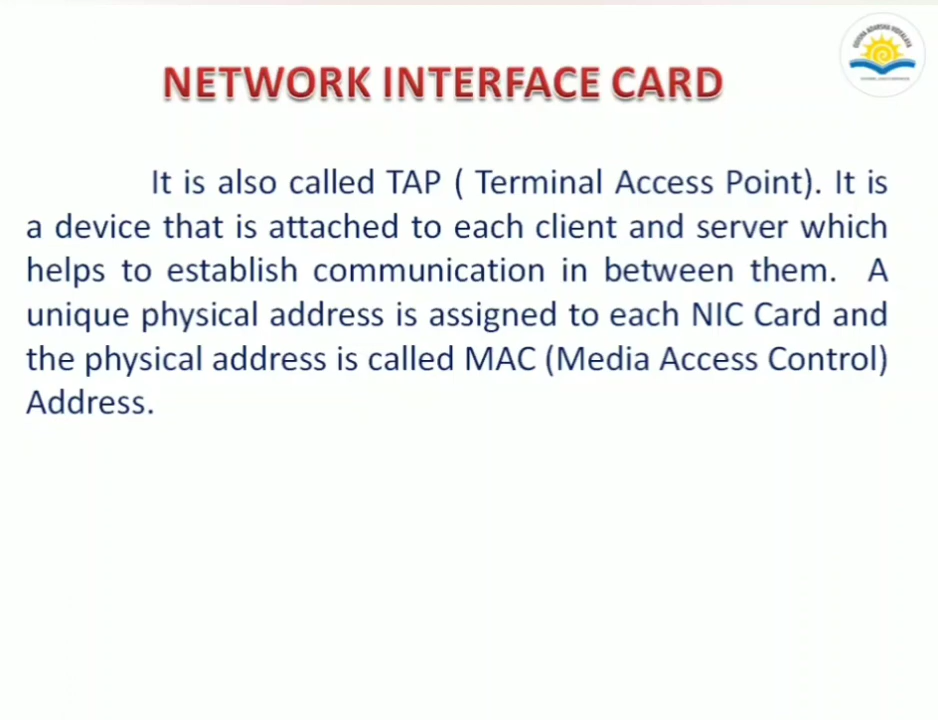 NETWORK INTERFACE CARD
It is also called TAP ( Terminal Access Point). It is
a device that is attached to each client and server which
helps to establish communication in between them. A
unique physical address is assigned to each NIC Card and
the physical address is called MAC (Media Access Control)
Address.